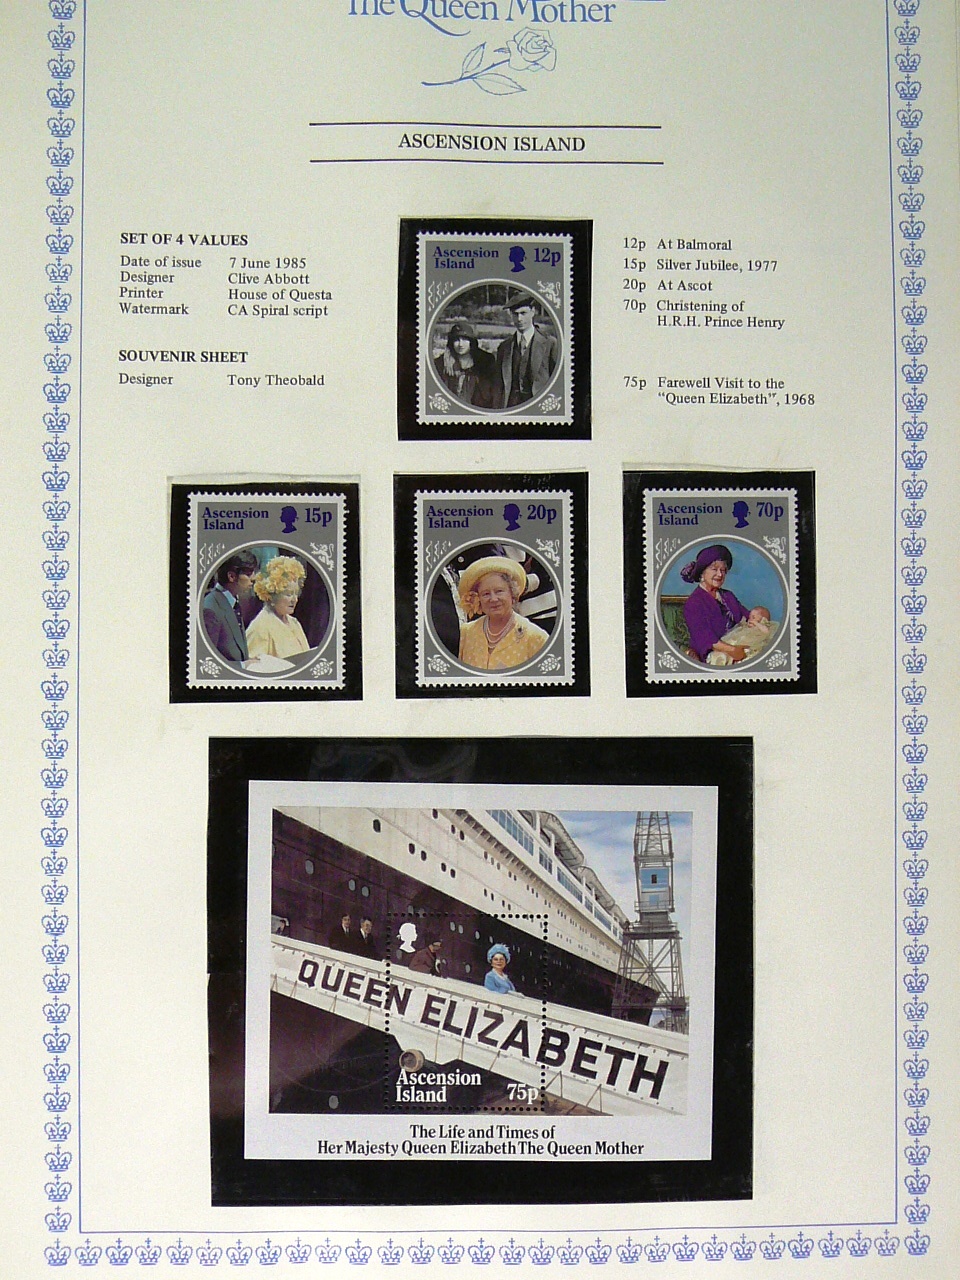 The Queen Mother
ASCENSION ISLAND
SET OF 4 VALUES
Date of issue 7 June 1985
Designer Clive Abbott
Printer House of Questa
Watermark CA Spiral script
SOUVENIR SHEET
Designer Tony Theobald
Ascension Island 12p
12p At Balmoral
15p Silver Jubilee, 1977
20p At Ascot
70p Christening of
H.R.H. Prince Henry
75p Farewell Visit to the
"Queen Elizabeth", 1968
Ascension Island 15p
Ascension Island 20p
Ascension Island 70p
QUEEN ELIZABETH
Ascension
Island 75p
The Life and Times of
Her Majesty Queen Elizabeth The Queen Mother